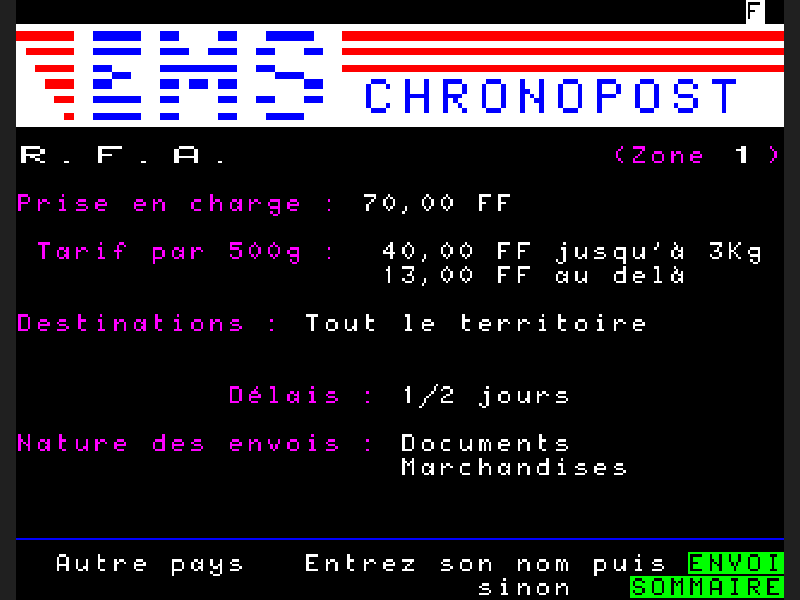 F
EMS
CHRONOPOST
R.F.A. (Zone 1 )
Prise en charge : 70,00 FF
Tarif par 500g : 40,00 FF jusqu'à 3Kg
13,00 FF au delà
Destinations : Tout le territoire
Délais : 1/2 jours
Nature des envois : Documents
Marchandises
Autre pays Entrez son nom puis ENVOI
sinon SOMMAIRE